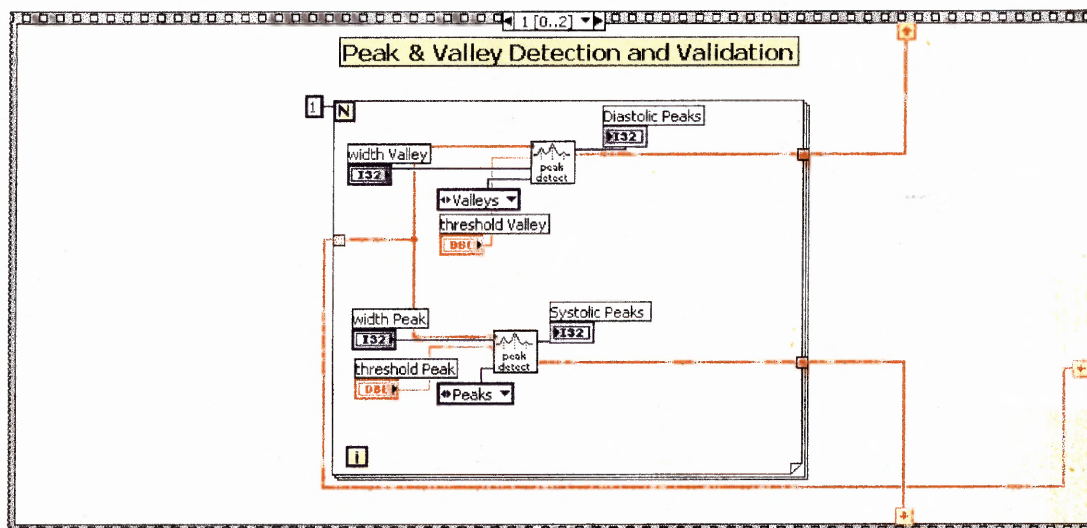 1 [0..2]
Peak & Valley Detection and Validation
1
N
Diastolic Peaks
I32
width Valley
I32
peak
detect
Valleys
threshold Valley
DBL
width Peak
I32
Systolic Peaks
I32
peak
detect
threshold Peak
DBL
Peaks
i